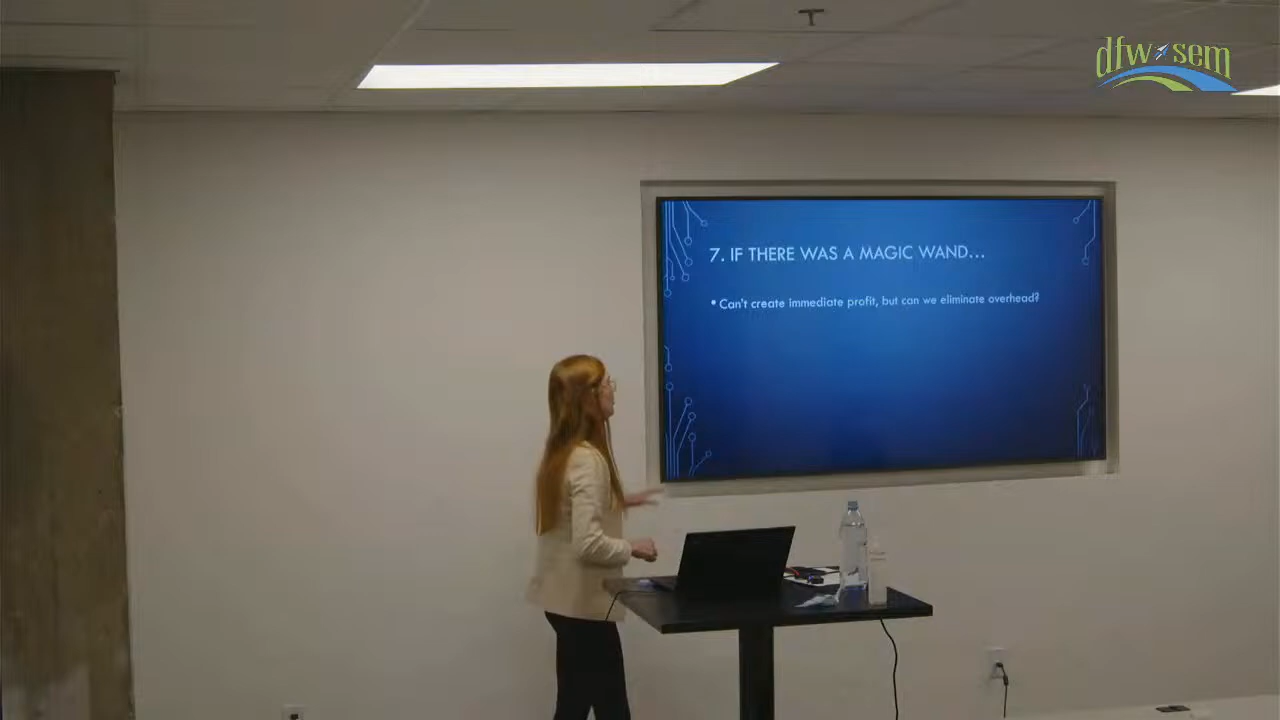 dfw sem
7. IF THERE WAS A MAGIC WAND...
• Can't create immediate profit, but can we eliminate overhead?